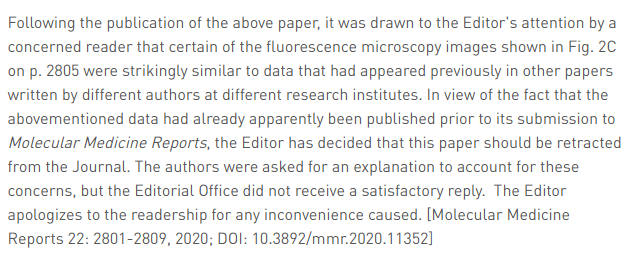 Following the publication of the above paper, it was drawn to the Editor's attention by a
concerned reader that certain of the fluorescence microscopy images shown in Fig. 2C
on p. 2805 were strikingly similar to data that had appeared previously in other papers
written by different authors at different research institutes. In view of the fact that the
abovementioned data had already apparently been published prior to its submission to
Molecular Medicine Reports, the Editor has decided that this paper should be retracted
from the Journal. The authors were asked for an explanation to account for these
concerns, but the Editorial Office did not receive a satisfactory reply.  The Editor
apologizes to the readership for any inconvenience caused. [Molecular Medicine
Reports 22: 2801-2809, 2020; DOI: 10.3892/mmr.2020.11352]